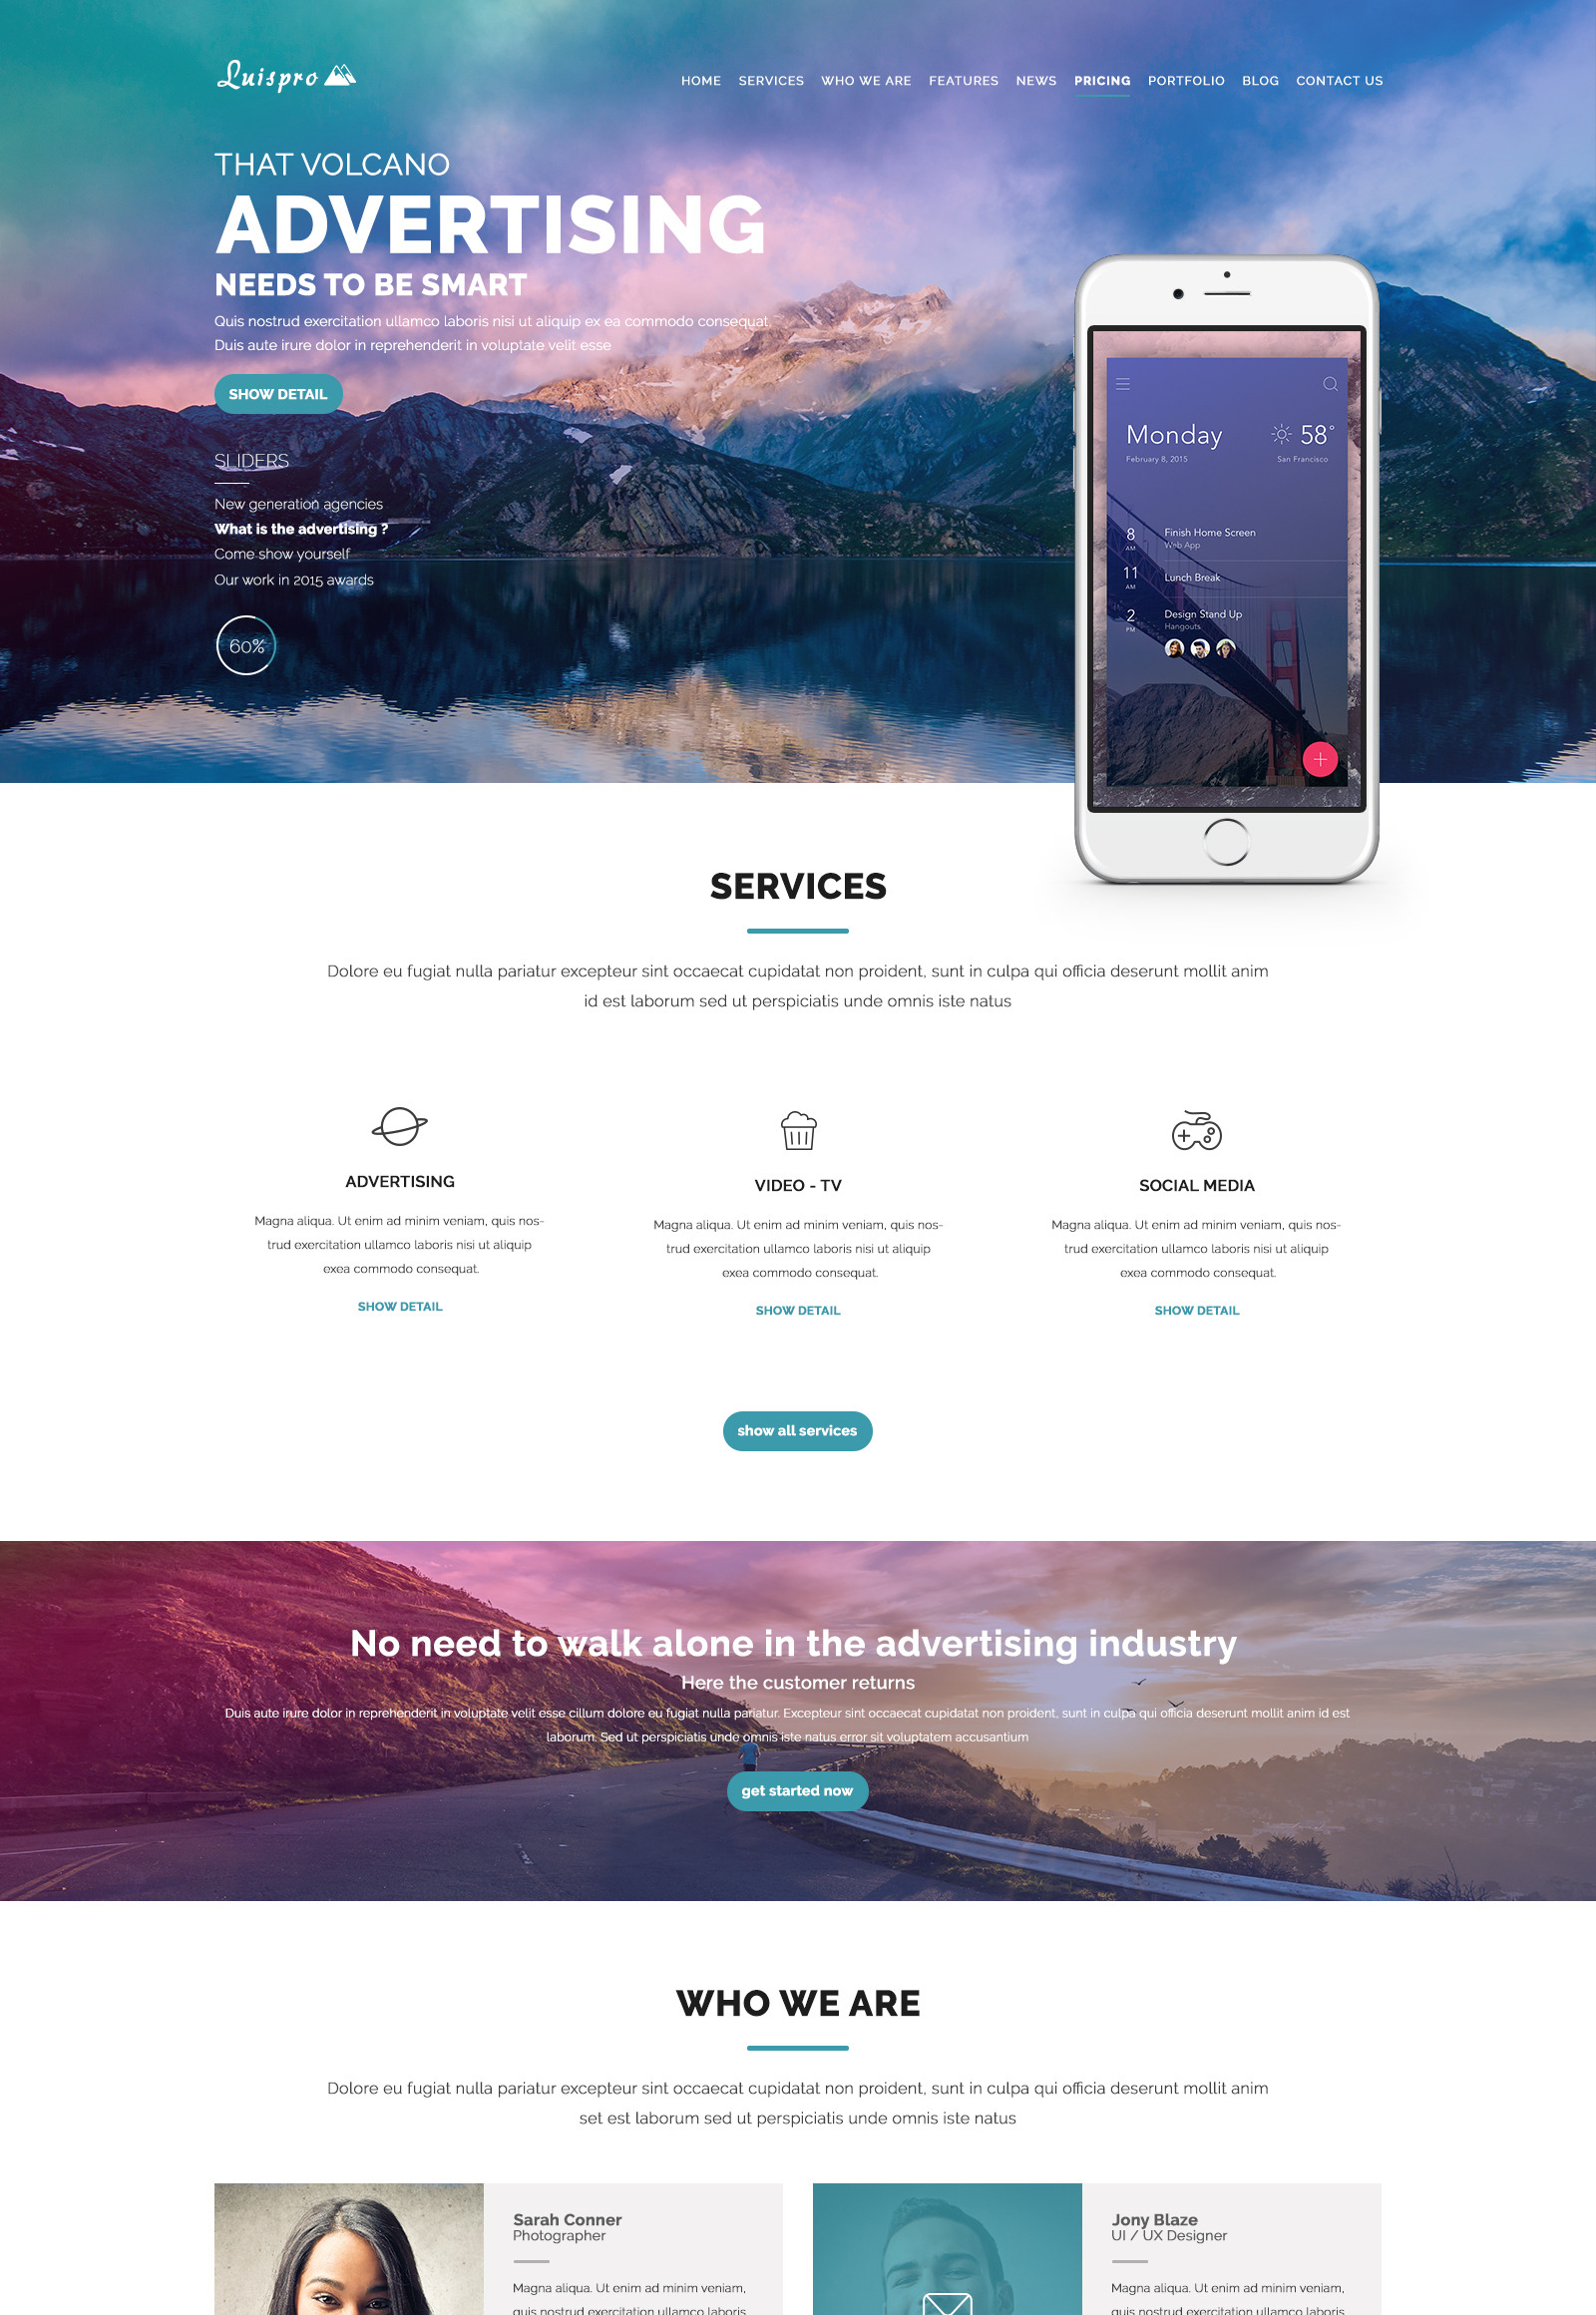 Luispro
HOME SERVICES WHO WE ARE FEATURES NEWS PRICING PORTFOLIO BLOG CONTACT US
THAT VOLCANO
ADVERTISING
NEEDS TO BE SMART
Quis nostrud exercitation ullamco laboris nisi ut aliquip ex ea commodo consequat.
Duis aute irure dolor in reprehenderit in voluptate velit esse
SHOW DETAIL
SLIDERS
New generation agencies
What is the advertising ?
Come show yourself
Our work in 2015 awards
60%
Monday 58°
February 8, 2015 San Francisco
8 AM Finish Home Screen
Web App
11 AM Lunch Break
2 PM Design Stand Up
Hangouts
SERVICES
Dolore eu fugiat nulla pariatur excepteur sint occaecat cupidatat non proident, sunt in culpa qui officia deserunt mollit anim
id est laborum sed ut perspiciatis unde omnis iste natus
ADVERTISING
Magna aliqua. Ut enim ad minim veniam, quis nos-
trud exercitation ullamco laboris nisi ut aliquip
exea commodo consequat.
SHOW DETAIL
VIDEO - TV
Magna aliqua. Ut enim ad minim veniam, quis nos-
trud exercitation ullamco laboris nisi ut aliquip
exea commodo consequat.
SHOW DETAIL
SOCIAL MEDIA
Magna aliqua. Ut enim ad minim veniam, quis nos-
trud exercitation ullamco laboris nisi ut aliquip
exea commodo consequat.
SHOW DETAIL
show all services
No need to walk alone in the advertising industry
Here the customer returns
Duis aute irure dolor in reprehenderit in voluptate velit esse cillum dolore eu fugiat nulla pariatur. Excepteur sint occaecat cupidatat non proident, sunt in culpa qui officia deserunt mollit anim id est
laborum. Sed ut perspiciatis unde omnis iste natus error sit voluptatem accusantium
get started now
WHO WE ARE
Dolore eu fugiat nulla pariatur excepteur sint occaecat cupidatat non proident, sunt in culpa qui officia deserunt mollit anim
set est laborum sed ut perspiciatis unde omnis iste natus
Sarah Conner
Photographer
Magna aliqua. Ut enim ad minim veniam,
quis nostrud exercitation ullamco laboris
Jony Blaze
UI / UX Designer
Magna aliqua. Ut enim ad minim veniam,
quis nostrud exercitation ullamco laboris